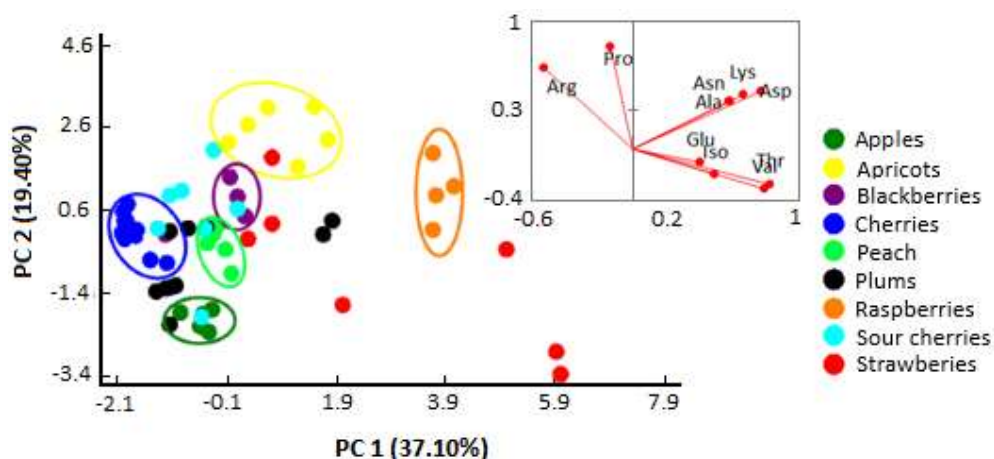 4.6
2.6
0.6
-1.4
-3.4
PC 2 (19.40%)
-2.1 -0.1 1.9 3.9 5.9 7.9
PC 1 (37.10%)
1
0.3
-0.4
-0.6 0.2 1
Pro
Arg
Asn Lys
Ala Asp
Glu
Iso Thr
Val
Apples
Apricots
Blackberries
Cherries
Peach
Plums
Raspberries
Sour cherries
Strawberies